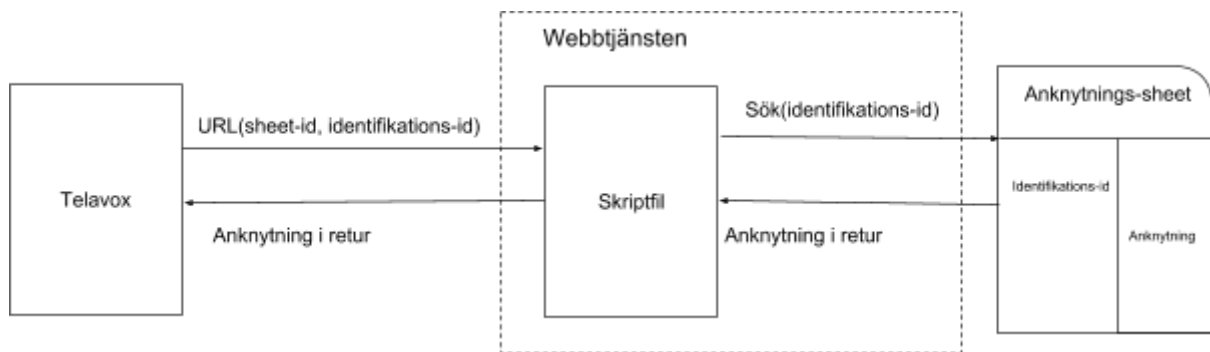 Webbtjänsten
Anknytnings-sheet
URL(sheet-id, identifikations-id)
Sök(identifikations-id)
Telavox
Skriptfil
Identifikations-id
Anknytning i retur
Anknytning i retur
Anknytning